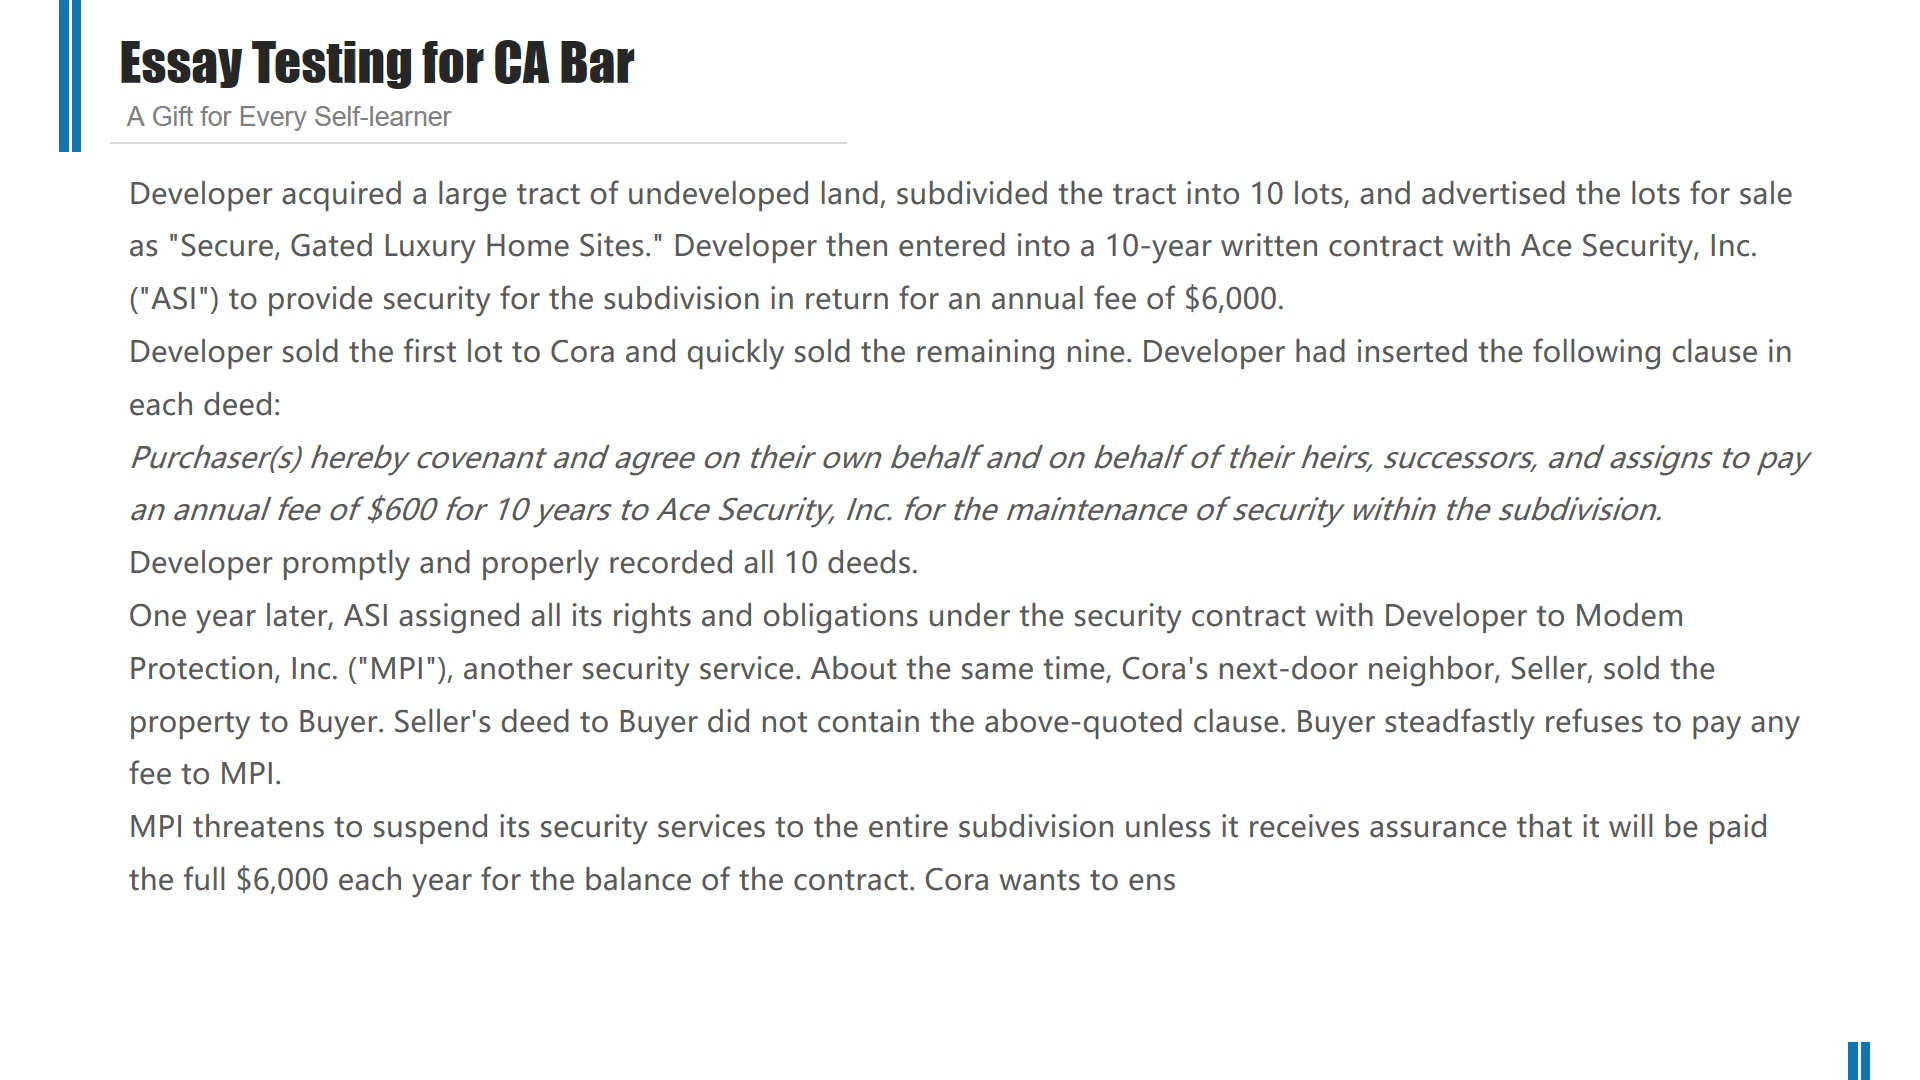 Essay Testing for CA Bar
A Gift for Every Self-learner
Developer acquired a large tract of undeveloped land, subdivided the tract into 10 lots, and advertised the lots for sale
as "Secure, Gated Luxury Home Sites." Developer then entered into a 10-year written contract with Ace Security, Inc.
("ASI") to provide security for the subdivision in return for an annual fee of $6,000.
Developer sold the first lot to Cora and quickly sold the remaining nine. Developer had inserted the following clause in
each deed:
Purchaser(s) hereby covenant and agree on their own behalf and on behalf of their heirs, successors, and assigns to pay
an annual fee of $600 for 10 years to Ace Security, Inc. for the maintenance of security within the subdivision.
Developer promptly and properly recorded all 10 deeds.
One year later, ASI assigned all its rights and obligations under the security contract with Developer to Modem
Protection, Inc. ("MPI"), another security service. About the same time, Cora's next-door neighbor, Seller, sold the
property to Buyer. Seller's deed to Buyer did not contain the above-quoted clause. Buyer steadfastly refuses to pay any
fee to MPI.
MPI threatens to suspend its security services to the entire subdivision unless it receives assurance that it will be paid
the full $6,000 each year for the balance of the contract. Cora wants to ens